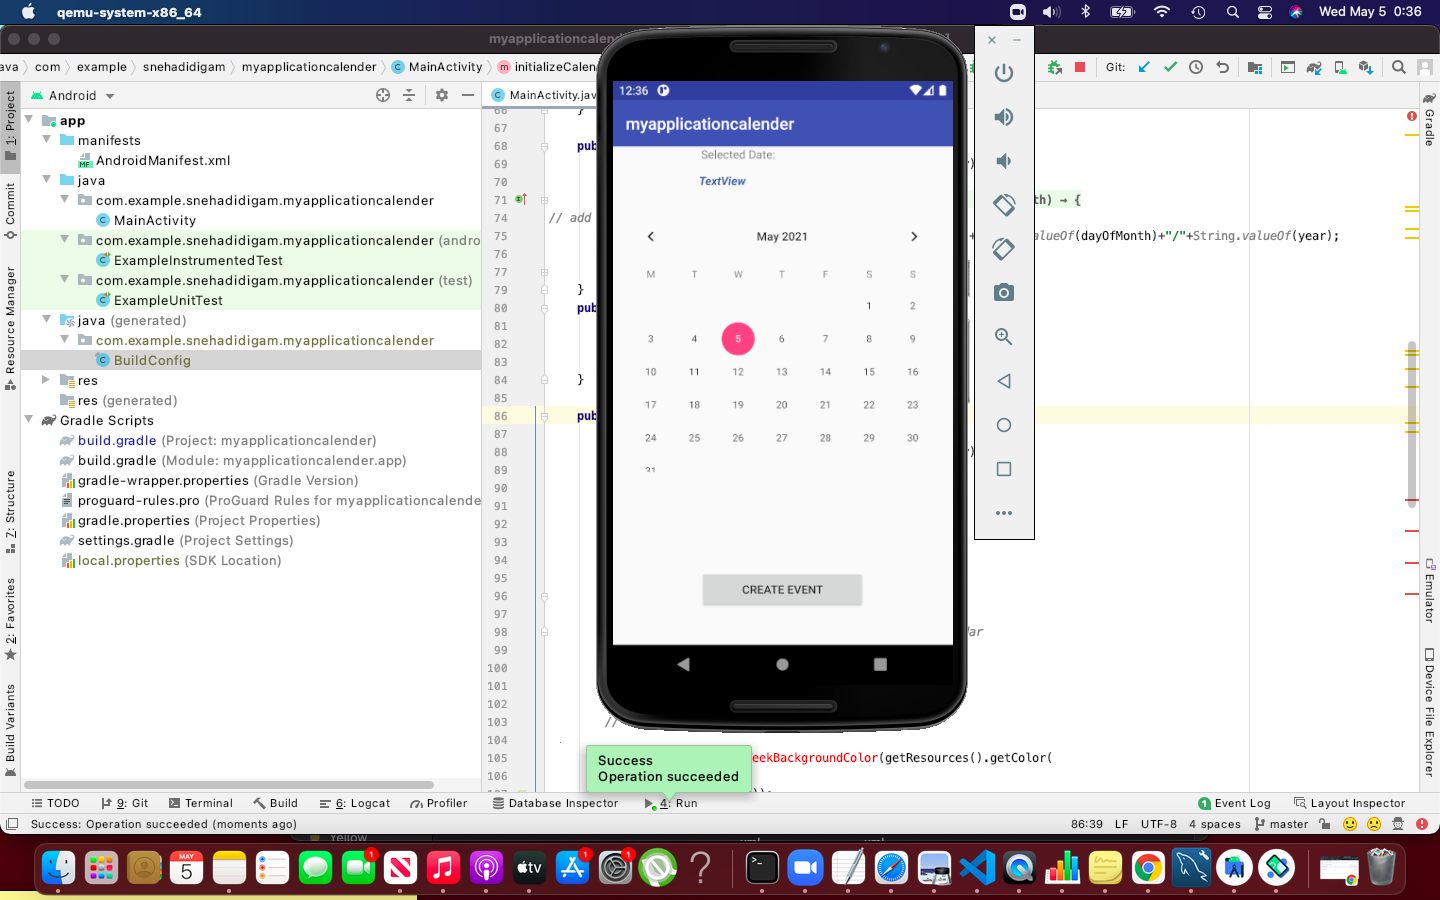 qemu-system-x86_64
Wed May 5 0:36
myapplicationcalend
ava
com
example
snehadidigam
myapplicationcalender
MainActivity
initializeCalen
Git:
Android
MainActivity.jav
1: Project
Commit
Resource Manager
Z: Structure
2: Favorites
Build Variants
app
manifests
AndroidManifest.xml
java
com.example.snehadidigam.myapplicationcalender
MainActivity
com.example.snehadidigam.myapplicationcalender (andro
ExampleInstrumentedTest
com.example.snehadidigam.myapplicationcalender (test)
ExampleUnitTest
java (generated)
com.example.snehadidigam.myapplicationcalender
BuildConfig
res
res (generated)
Gradle Scripts
build.gradle (Project: myapplicationcalender)
build.gradle (Module: myapplicationcalender.app)
gradle-wrapper.properties (Gradle Version)
proguard-rules.pro (ProGuard Rules for myapplicationcalende
gradle.properties (Project Properties)
settings.gradle (Project Settings)
local.properties (SDK Location)
66 }
67
68 pub
69
70
71 th) → {
74 // add
75 + alueOf(dayOfMonth)+"/"+String.valueOf(year);
76
77
79 }
80 pub
81
82
83
84 }
85
86 pub
87
88
89
90
91
92
93
94
95
96
97
98 dar
99
100
101
102
103 //
104
105 eekBackgroundColor(getResources().getColor(
106
12:36
myapplicationcalender
Selected Date:
TextView
May 2021
M T W T F S S
1 2
3 4 5 6 7 8 9
10 11 12 13 14 15 16
17 18 19 20 21 22 23
24 25 26 27 28 29 30
31
CREATE EVENT
Gradle
Emulator
Device File Explorer
Success
Operation succeeded
TODO
9: Git
Terminal
Build
6: Logcat
Profiler
Database Inspector
4: Run
1 Event Log
Layout Inspector
Success: Operation succeeded (moments ago)
86:39 LF UTF-8 4 spaces master
Yellow
MAY
5
1
tv
1
1